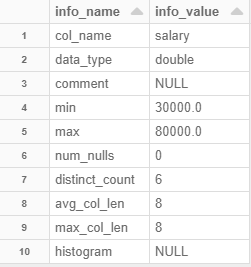 info_name info_value
1 col_name salary
2 data_type double
3 comment NULL
4 min 30000.0
5 max 80000.0
6 num_nulls 0
7 distinct_count 6
8 avg_col_len 8
9 max_col_len 8
10 histogram NULL